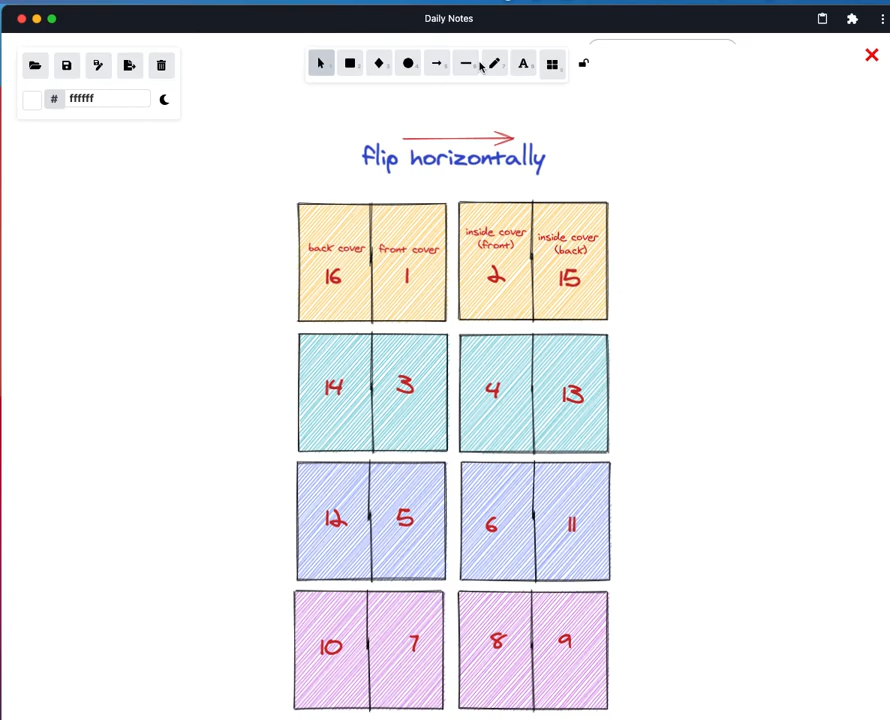 Daily Notes
# ffffff
A
flip horizontally
back cover
16
front cover
1
inside cover
(front)
2
inside cover
(back)
15
14
3
4
13
12
5
6
11
10
7
8
9